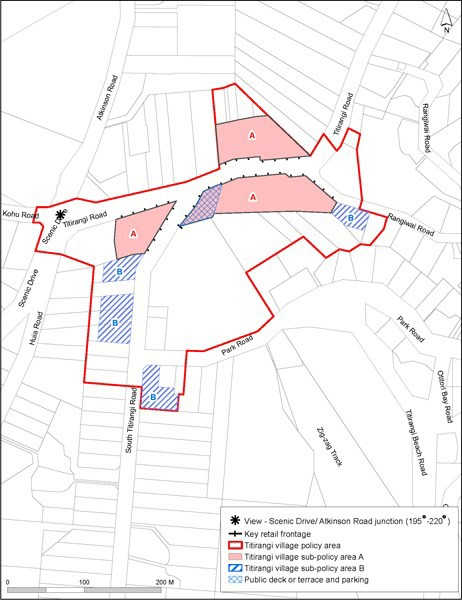 N
Atkinson Road
Titirangi Road
Rangiwai Road
A
A
Kohu Road
Scenic Drive
Titirangi Road
A
B
Rangiwai Road
Scenic Drive
B
Huia Road
B
Park Road
Park Road
B
South Titirangi Road
Zig-zag Track
Titirangi Beach Road
Otitori Bay Road
View - Scenic Drive/ Atkinson Road junction (195° -220°)
Key retail frontage
Titirangi village policy area
Titirangi village sub-policy area A
Titirangi village sub-policy area B
Public deck or terrace and parking
0 100 200 M